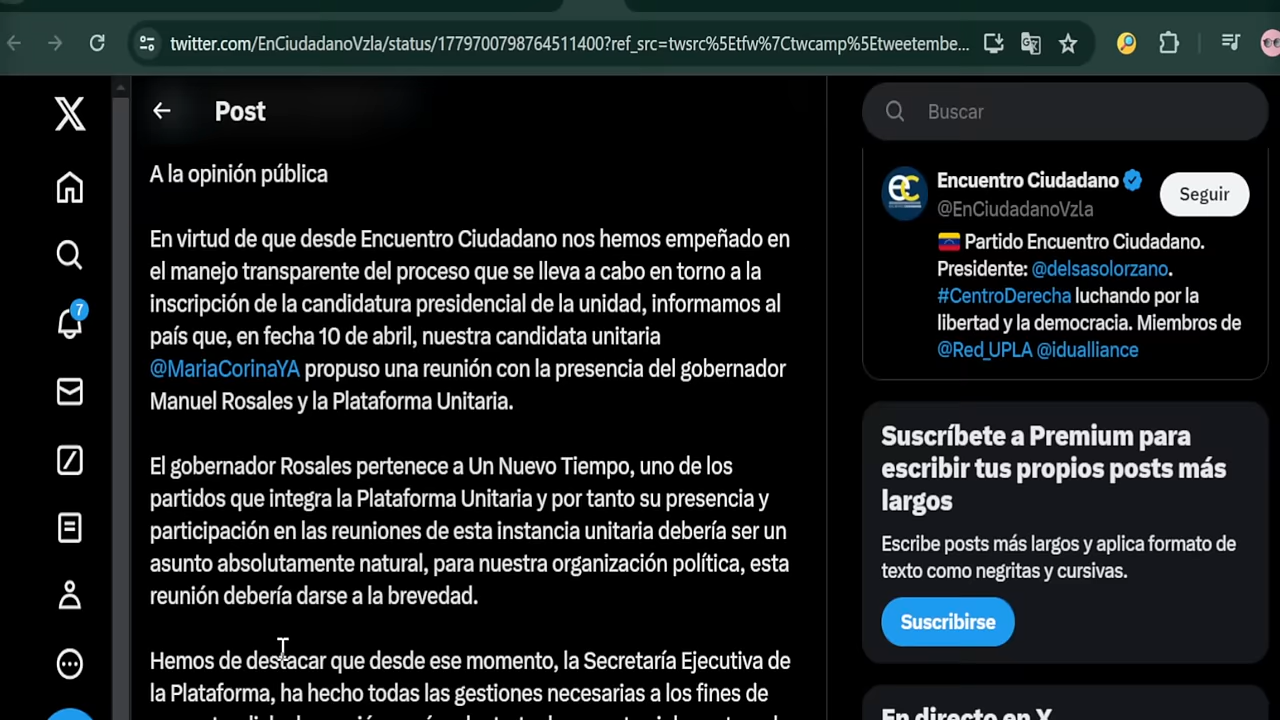 twitter.com/EnCiudadanoVzla/status/1779700798764511400?ref_src=twsrc%5Etfw%7Ctwcamp%5Etweetembe...
Post
A la opinión pública
En virtud de que desde Encuentro Ciudadano nos hemos empeñado en
el manejo transparente del proceso que se lleva a cabo en torno a la
inscripción de la candidatura presidencial de la unidad, informamos al
país que, en fecha 10 de abril, nuestra candidata unitaria
@MariaCorinaYA propuso una reunión con la presencia del gobernador
Manuel Rosales y la Plataforma Unitaria.
El gobernador Rosales pertenece a Un Nuevo Tiempo, uno de los
partidos que integra la Plataforma Unitaria y por tanto su presencia y
participación en las reuniones de esta instancia unitaria debería ser un
asunto absolutamente natural, para nuestra organización política, esta
reunión debería darse a la brevedad.
Hemos de destacar que desde ese momento, la Secretaría Ejecutiva de
la Plataforma, ha hecho todas las gestiones necesarias a los fines de
7
Buscar
Encuentro Ciudadano
@EnCiudadanoVzla
Seguir
Partido Encuentro Ciudadano.
Presidente: @delsasolorzano.
#CentroDerecha luchando por la
libertad y la democracia. Miembros de
@Red_UPLA @idualliance
Suscríbete a Premium para
escribir tus propios posts más
largos
Escribe posts más largos y aplica formato de
texto como negritas y cursivas.
Suscribirse
En directo en X